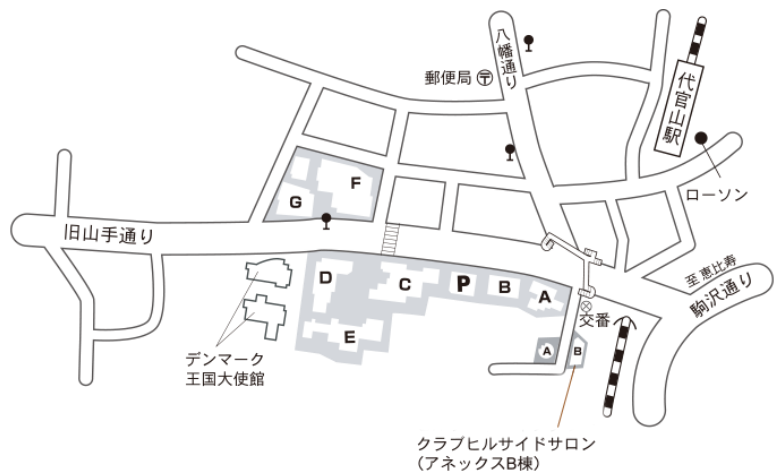 八幡通り
郵便局〒
代官山駅
ローソン
F
G
旧山手通り
至 恵比寿
駒沢通り
D
C
P
B
A
E
交番
A
B
デンマーク
王国大使館
クラブヒルサイドサロン
(アネックスB棟)